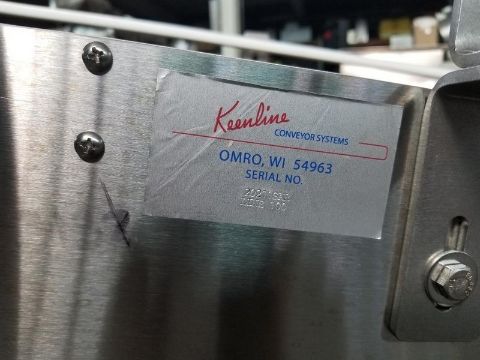 Keenline
CONVEYOR SYSTEMS
OMRO, WI 54963
SERIAL NO.